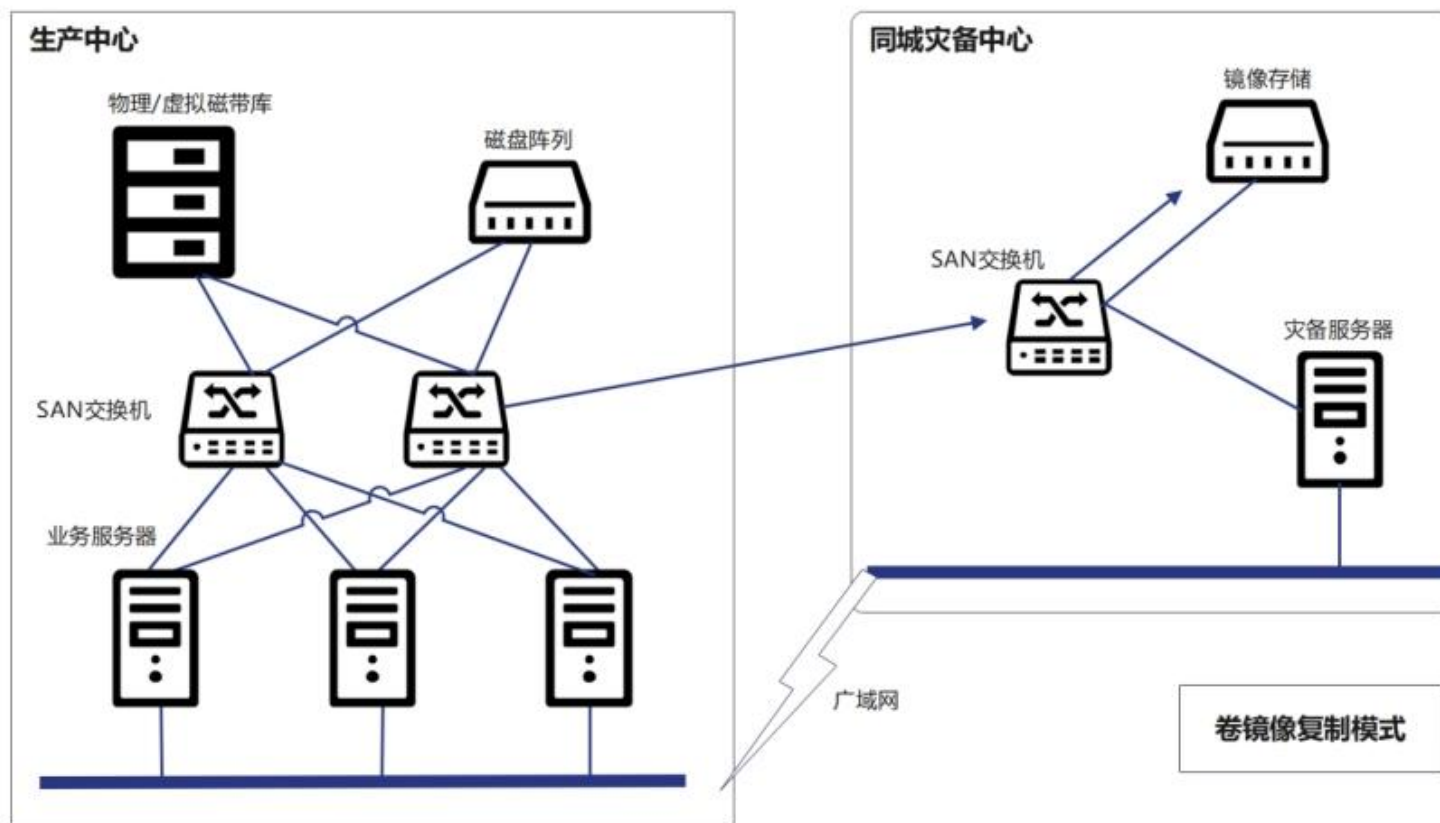 生产中心
物理/虚拟磁带库
磁盘阵列
SAN交换机
业务服务器
同城灾备中心
镜像存储
SAN交换机
灾备服务器
广域网
卷镜像复制模式